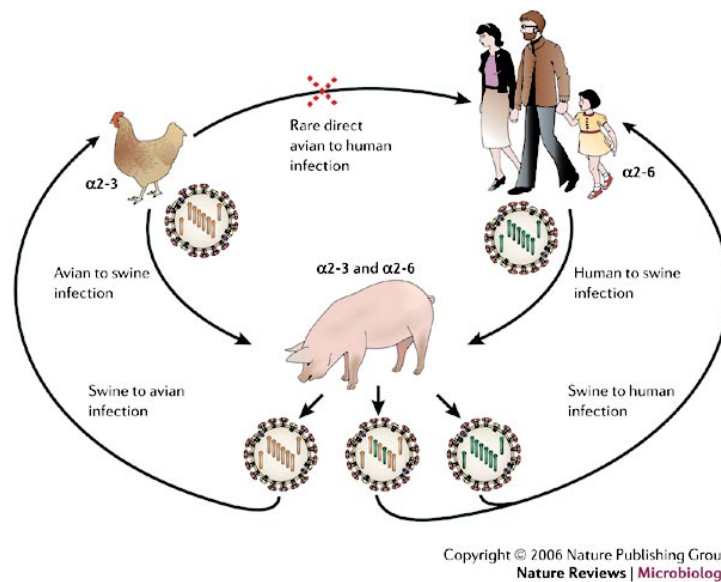 Rare direct
avian to human
infection
α2-3
α2-6
Avian to swine
infection
α2-3 and α2-6
Human to swine
infection
Swine to avian
infection
Swine to human
infection
Copyright © 2006 Nature Publishing Grou
Nature Reviews | Microbiolog